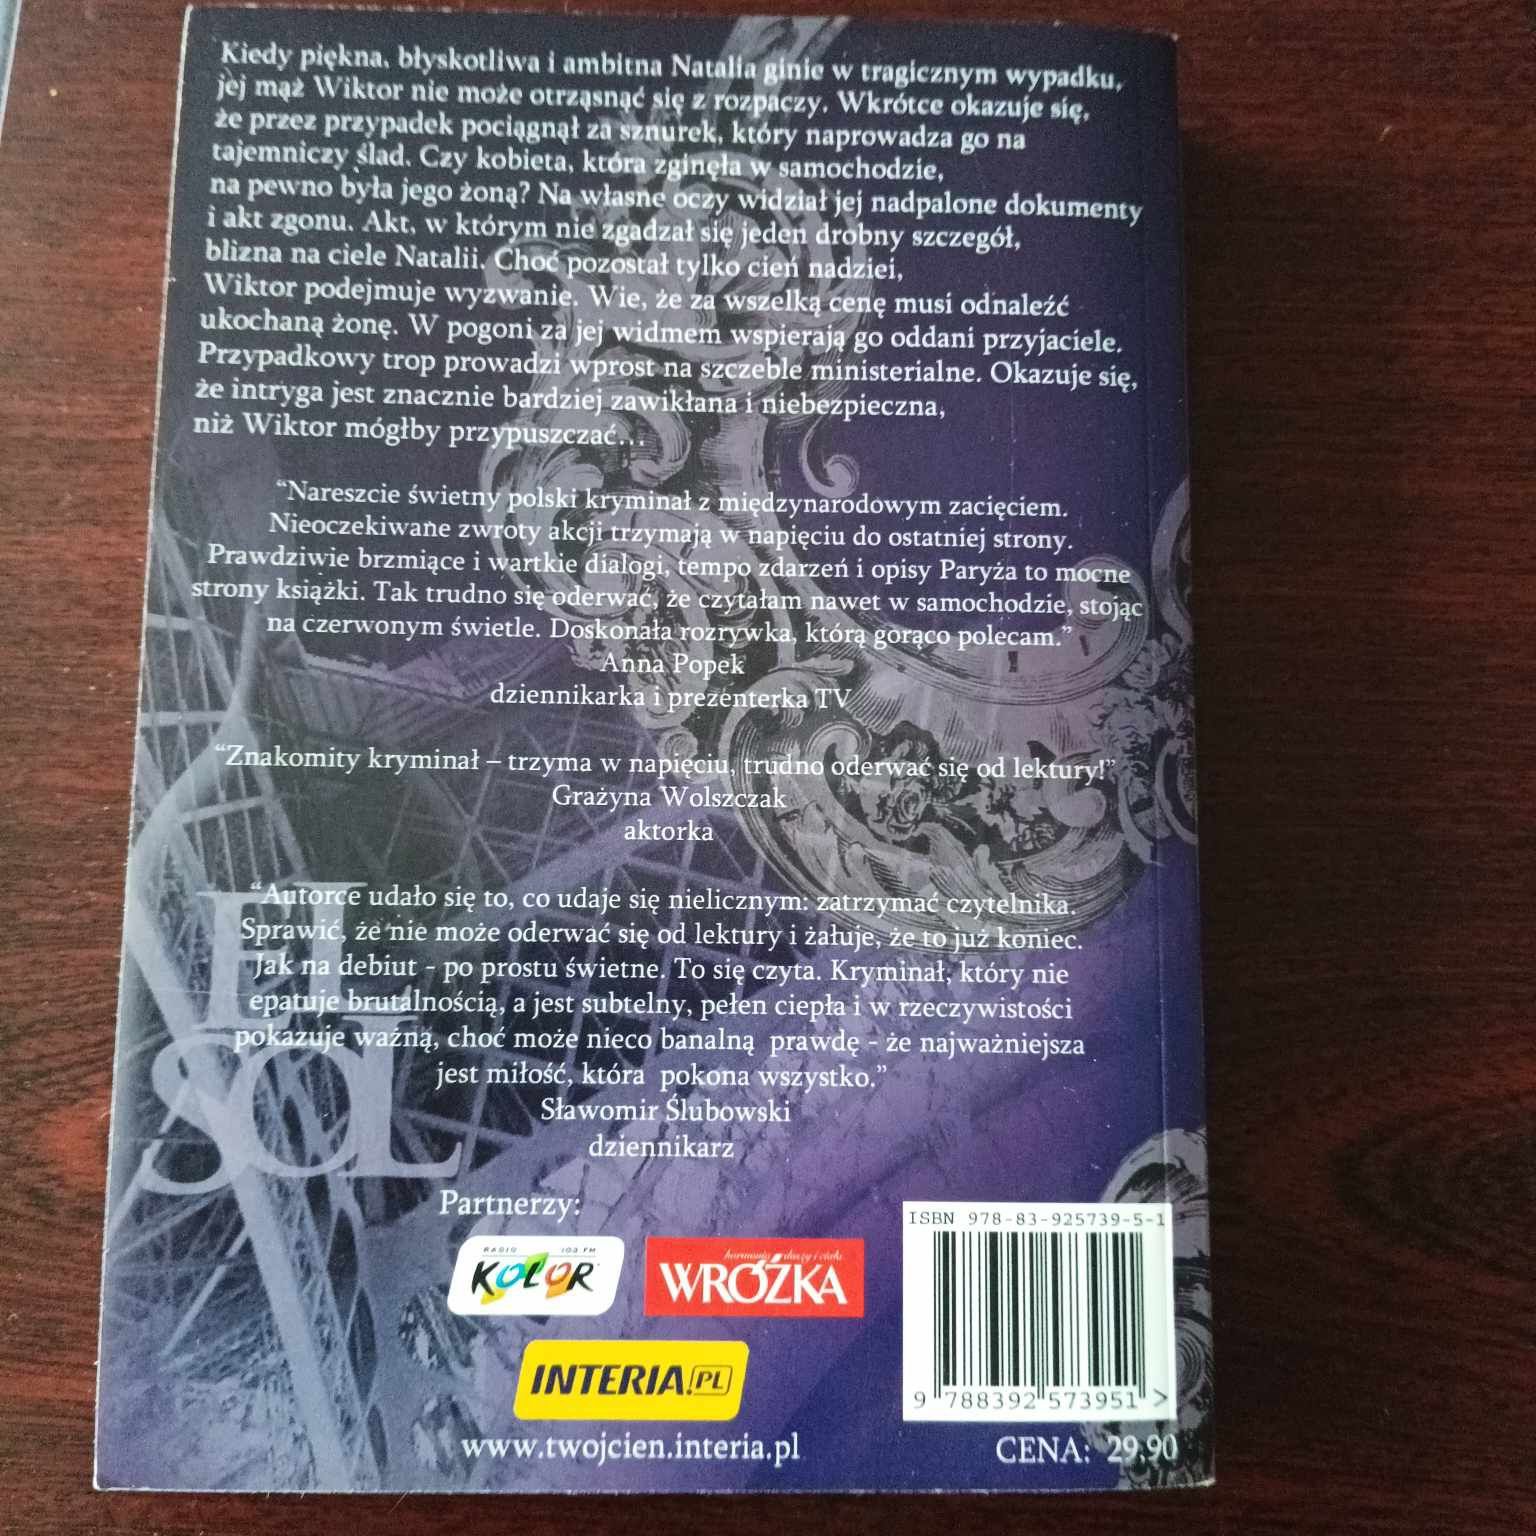 Kiedy piękna, błyskotliwa i ambitna Natalia ginie w tragicznym wypadku,
jej mąż Wiktor nie może otrząsnąć się z rozpaczy. Wkrótce okazuje się,
że przez przypadek pociągnął za sznurek, który naprowadza go na
tajemniczy ślad. Czy kobieta, która zginęła w samochodzie,
na pewno była jego żoną? Na własne oczy widział jej nadpalone dokumenty
i akt zgonu. Akt, w którym nie zgadzał się jeden drobny szczegół,
blizna na ciele Natalii. Choć pozostał tylko cień nadziei,
Wiktor podejmuje wyzwanie. Wie, że za wszelką cenę musi odnaleźć
ukochaną żonę. W pogoni za jej widmem wspierają go oddani przyjaciele.
Przypadkowy trop prowadzi wprost na szczeble ministerialne. Okazuje się,
że intryga jest znacznie bardziej zawikłana i niebezpieczna,
niż Wiktor mógłby przypuszczać...
“Nareszcie świetny polski kryminał z międzynarodowym zacięciem.
Nieoczekiwane zwroty akcji trzymają w napięciu do ostatniej strony.
Prawdziwie brzmiące i wartkie dialogi, tempo zdarzeń i opisy Paryża to mocne
strony książki. Tak trudno się oderwać, że czytałam nawet w samochodzie, stojąc
na czerwonym świetle. Doskonała rozrywka, którą gorąco polecam.”
Anna Popek
dziennikarka i prezenterka TV
“Znakomity kryminał – trzyma w napięciu, trudno oderwać się od lektury!”
Grażyna Wolszczak
aktorka
“Autorce udało się to, co udaje się nielicznym: zatrzymać czytelnika.
Sprawić, że nie może oderwać się od lektury i żałuje, że to już koniec.
Jak na debiut - po prostu świetne. To się czyta. Kryminał, który nie
epatuje brutalnością, a jest subtelny, pełen ciepła i w rzeczywistości
pokazuje ważną, choć może nieco banalną prawdę - że najważniejsza
jest miłość, która pokona wszystko.”
Sławomir Ślubowski
dziennikarz
EL
SOL
Partnerzy:
RADIO 103 FM
KOLOR
harmonia duszy i ciała
WRÓŻKA
INTERIA.PL
www.twojcien.interia.pl
ISBN 978-83-925739-5-1
9 788392 573951 >
CENA: 29,90